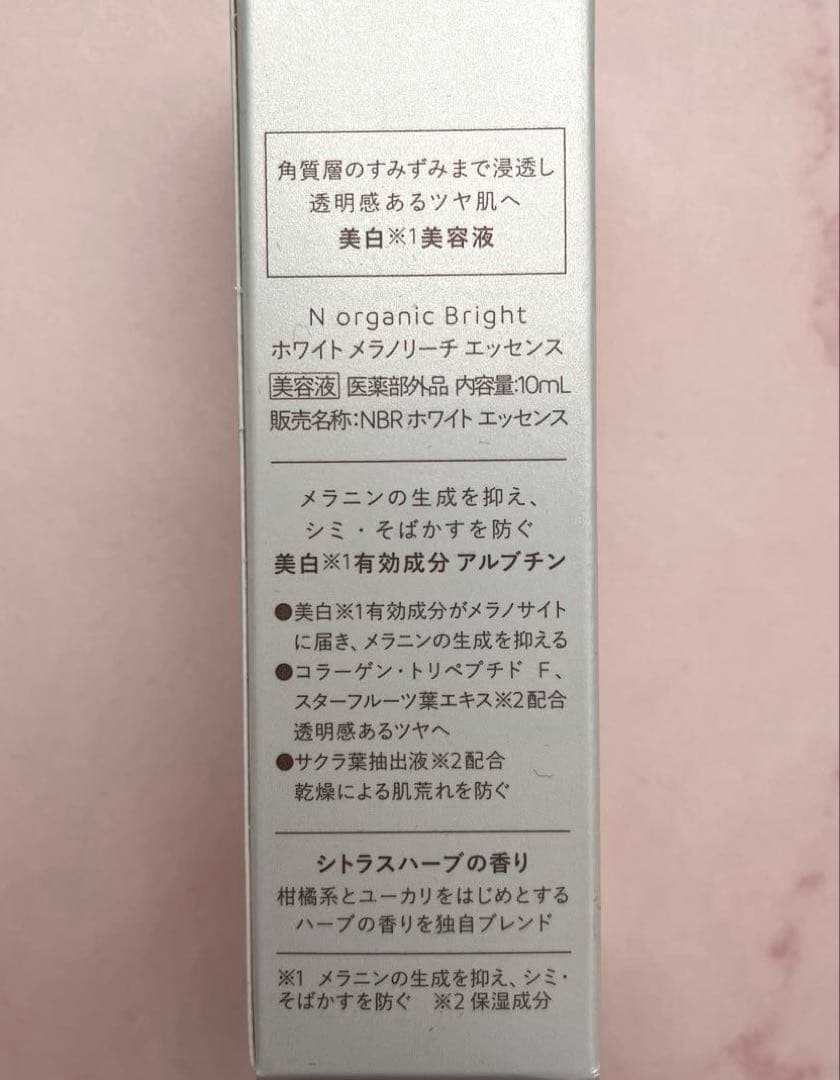 角質層のすみずみまで浸透し
透明感あるツヤ肌へ
美白※1美容液
N organic Bright
ホワイト メラノリーチ エッセンス
美容液 医薬部外品 内容量:10mL
販売名称:NBR ホワイト エッセンス
メラニンの生成を抑え、
シミ・そばかすを防ぐ
美白※1有効成分 アルブチン
●美白※1有効成分がメラノサイト
に届き、メラニンの生成を抑える
●コラーゲン・トリペプチド F、
スターフルーツ葉エキス※2配合
透明感あるツヤへ
●サクラ葉抽出液※2配合
乾燥による肌荒れを防ぐ
シトラスハーブの香り
柑橘系とユーカリをはじめとする
ハーブの香りを独自ブレンド
※1 メラニンの生成を抑え、シミ・
そばかすを防ぐ ※2 保湿成分